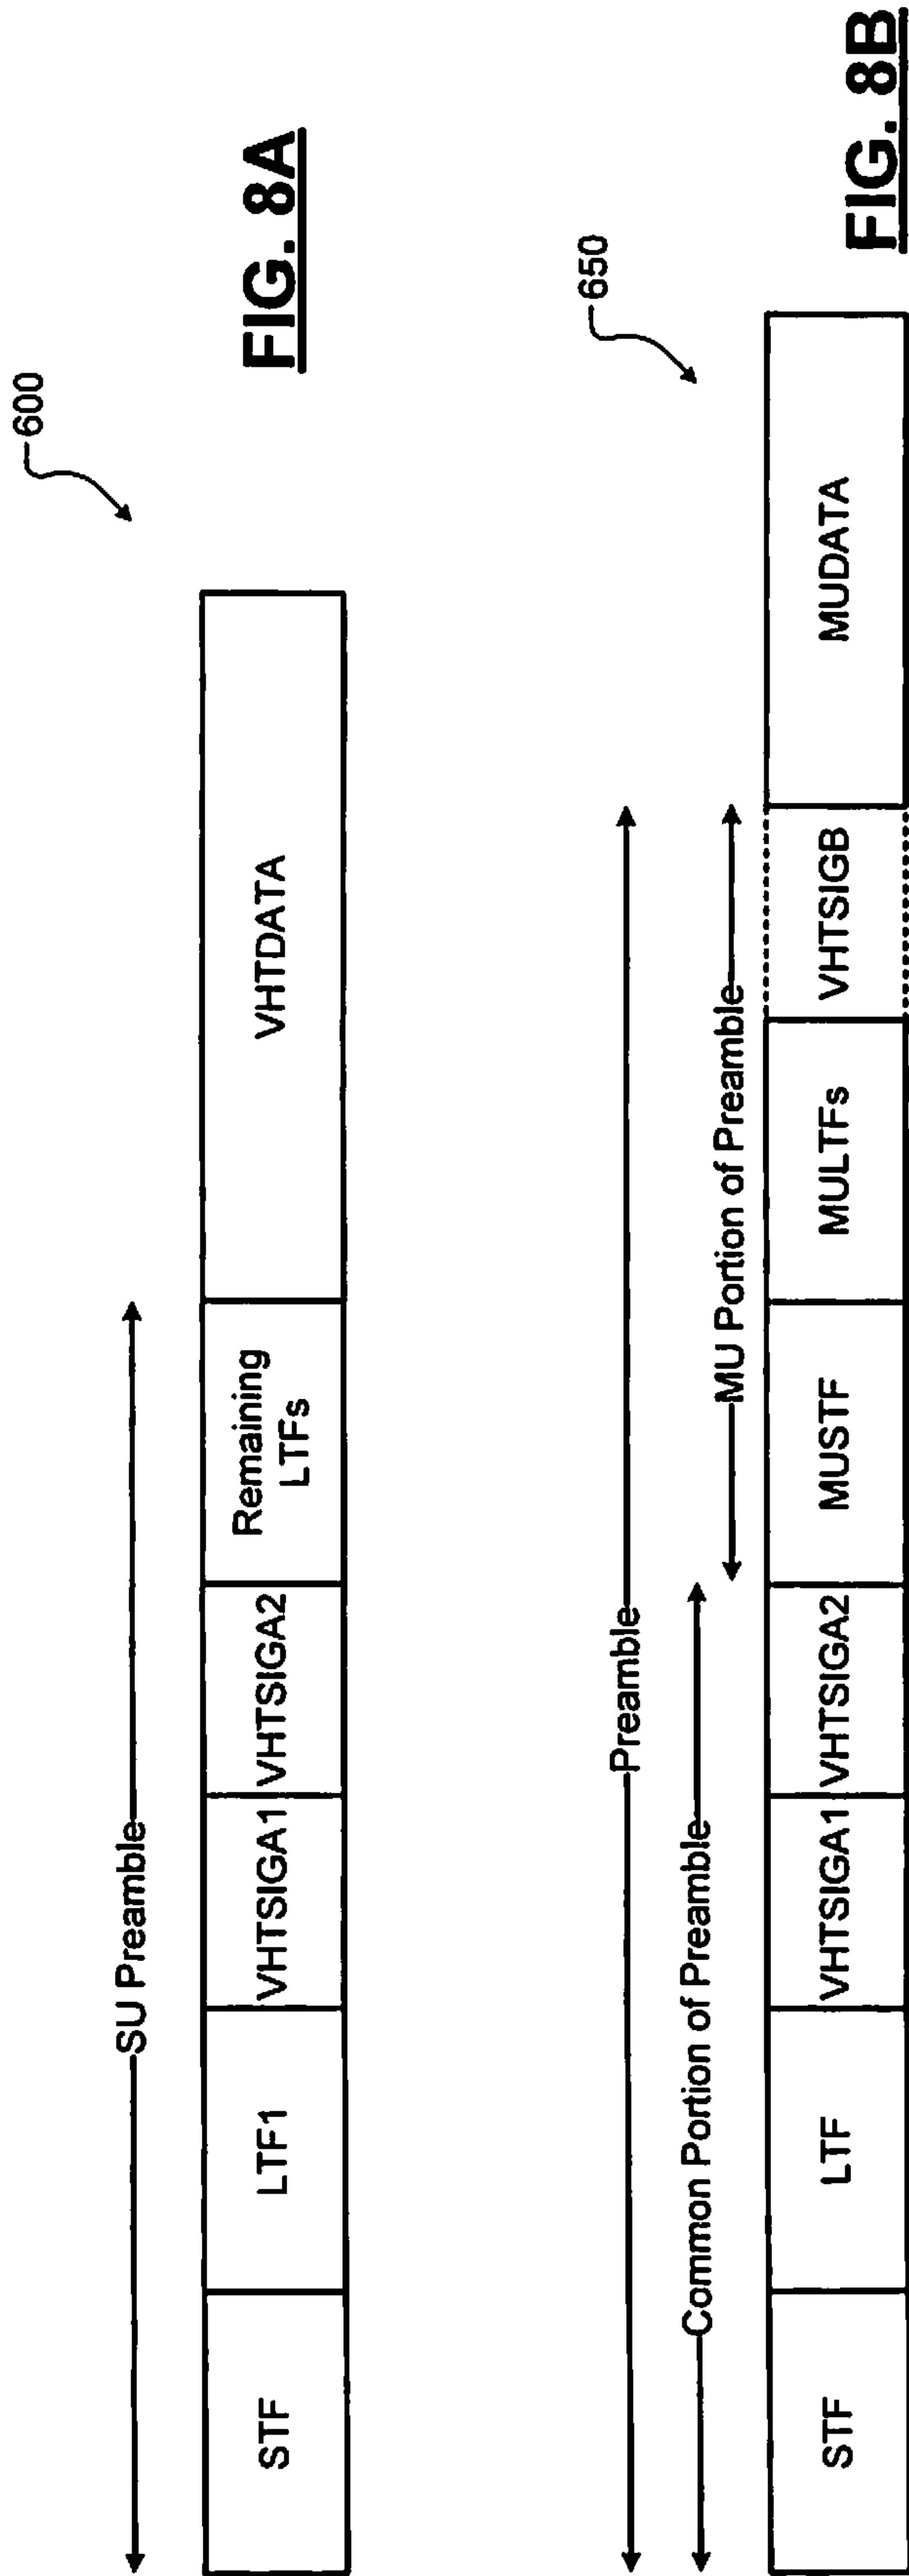 600
SU Preamble
STF
LTF1
VHTSIGA1
VHTSIGA2
Remaining
LTFs
VHTDATA
FIG. 8A
650
Preamble
Common Portion of Preamble
MU Portion of Preamble
STF
LTF
VHTSIGA1
VHTSIGA2
MUSTF
MULTFs
VHTSIGB
MUDATA
FIG. 8B